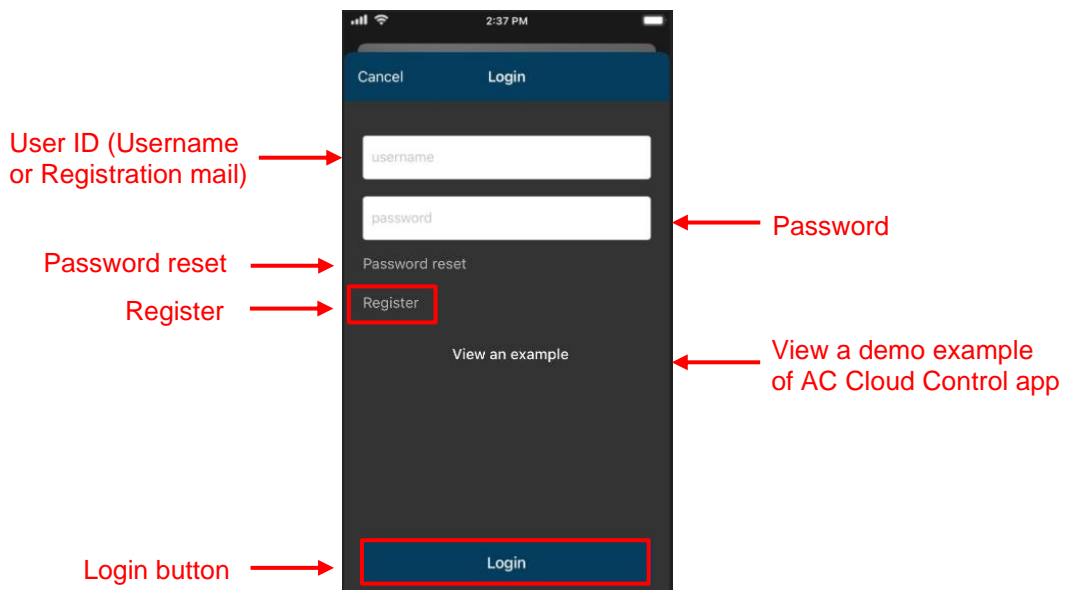 2:37 PM
Cancel
Login
User ID (Username
or Registration mail)
username
password
Password
Password reset
Password reset
Register
Register
View an example
View a demo example
of AC Cloud Control app
Login button
Login